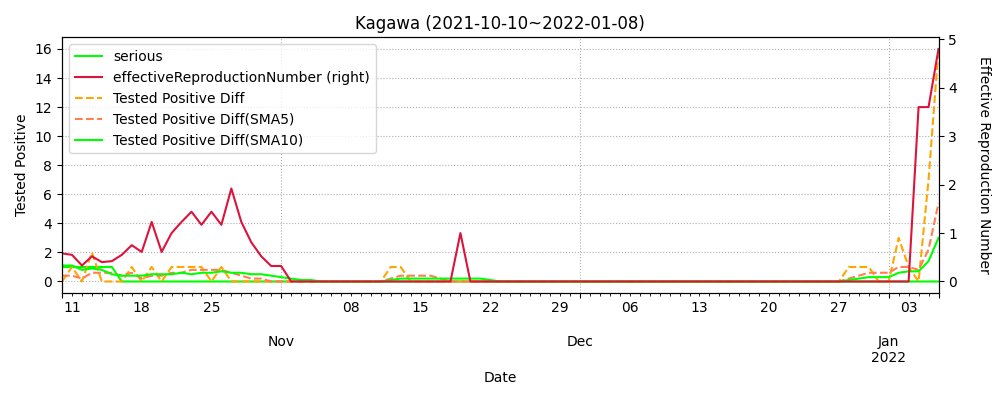 Kagawa (2021-10-10~2022-01-08)
serious
effectiveReproductionNumber (right)
Tested Positive Diff
Tested Positive Diff(SMA5)
Tested Positive Diff(SMA10)
Tested Positive
16
14
12
10
8
6
4
2
0
5
4
3
2
1
0
Effective Reproduction Number
11 18 25 08 15 22 29 06 13 20 27 03
Nov Dec Jan
2022
Date